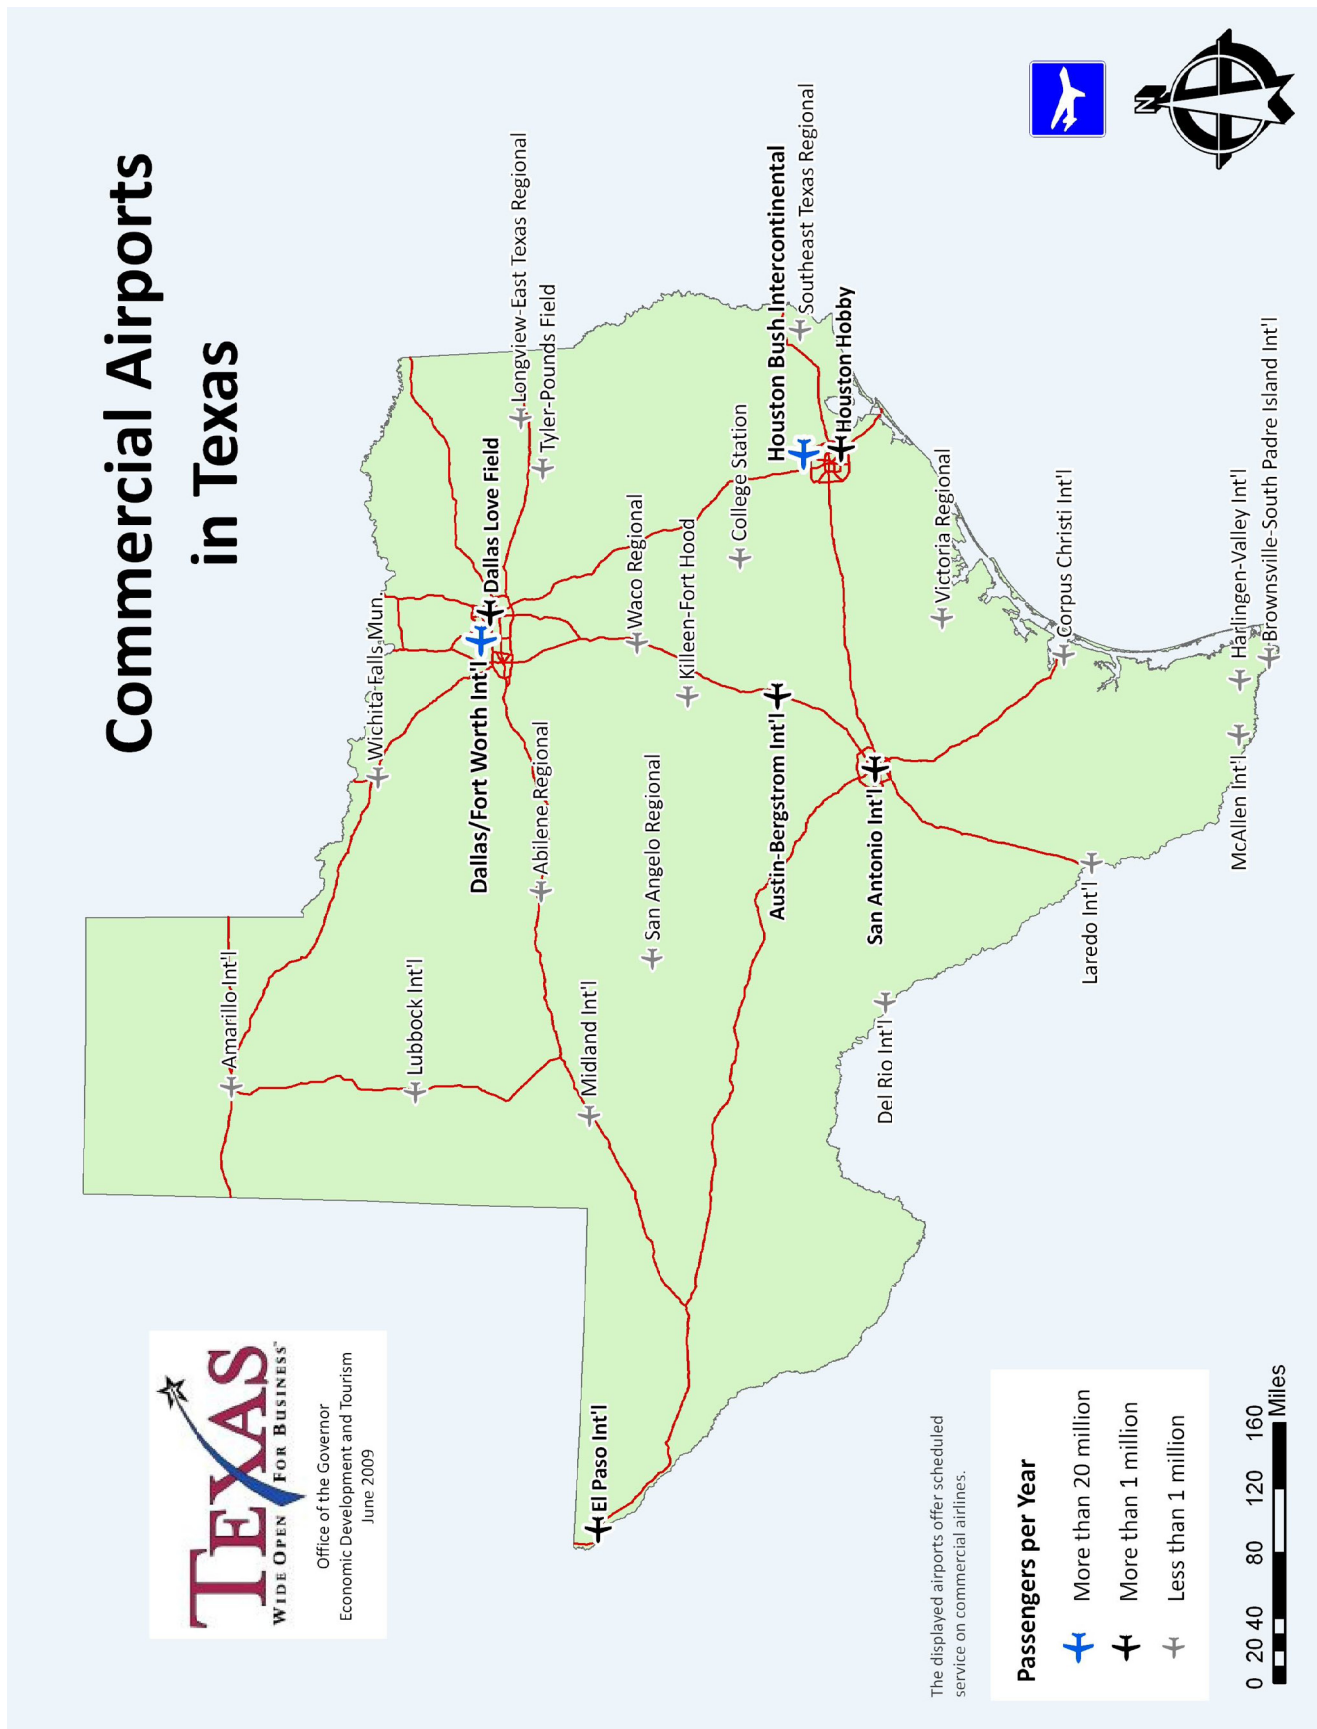 Commercial Airports
in Texas
TEXAS
WIDE OPEN FOR BUSINESS™
Office of the Governor
Economic Development and Tourism
June 2009
Amarillo Int'l
Lubbock Int'l
Wichita Falls Mun.
Dallas/Fort Worth Int'l
Dallas Love Field
Longview-East Texas Regional
Tyler-Pounds Field
Abilene Regional
Midland Int'l
El Paso Int'l
San Angelo Regional
Waco Regional
Killeen-Fort Hood
College Station
Austin-Bergstrom Int'l
Houston Bush Intercontinental
Southeast Texas Regional
Houston Hobby
San Antonio Int'l
Del Rio Int'l
Victoria Regional
Corpus Christi Int'l
Laredo Int'l
McAllen Int'l
Harlingen-Valley Int'l
Brownsville-South Padre Island Int'l
The displayed airports offer scheduled
service on commercial airlines.
Passengers per Year
More than 20 million
More than 1 million
Less than 1 million
0 20 40 80 120 160
Miles
N